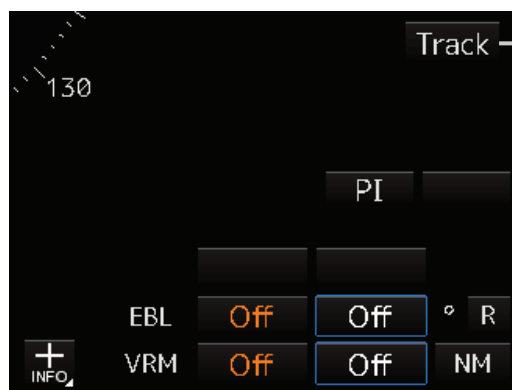 Track
130
PI
EBL Off Off ° R
VRM Off Off NM
INFO